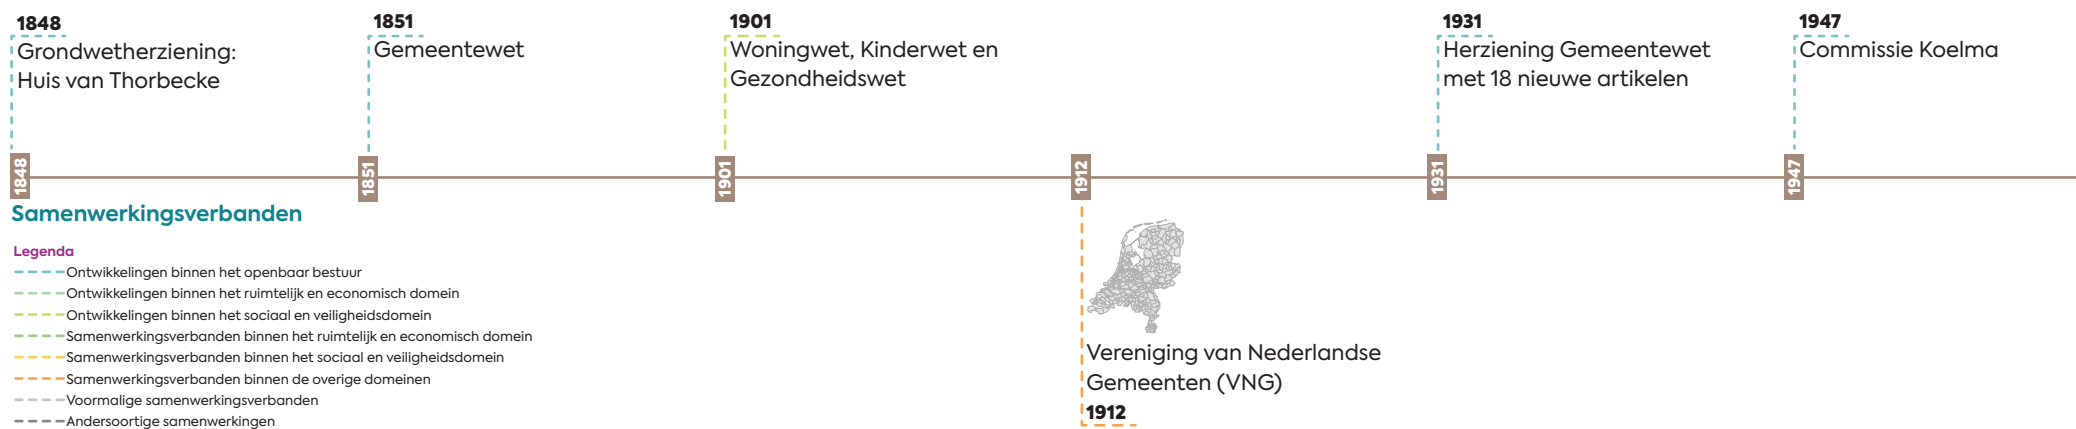 1848
Grondwetherziening:
Huis van Thorbecke
1851
Gemeentewet
1901
Woningwet, Kinderwet en
Gezondheidswet
1931
Herziening Gemeentewet
met 18 nieuwe artikelen
1947
Commissie Koelma
1848
1851
1901
1912
1931
1947
Samenwerkingsverbanden
Legenda
Ontwikkelingen binnen het openbaar bestuur
Ontwikkelingen binnen het ruimtelijk en economisch domein
Ontwikkelingen binnen het sociaal en veiligheidsdomein
Samenwerkingsverbanden binnen het ruimtelijk en economisch domein
Samenwerkingsverbanden binnen het sociaal en veiligheidsdomein
Samenwerkingsverbanden binnen de overige domeinen
Voormalige samenwerkingsverbanden
Andersoortige samenwerkingen
Vereniging van Nederlandse
Gemeenten (VNG)
1912